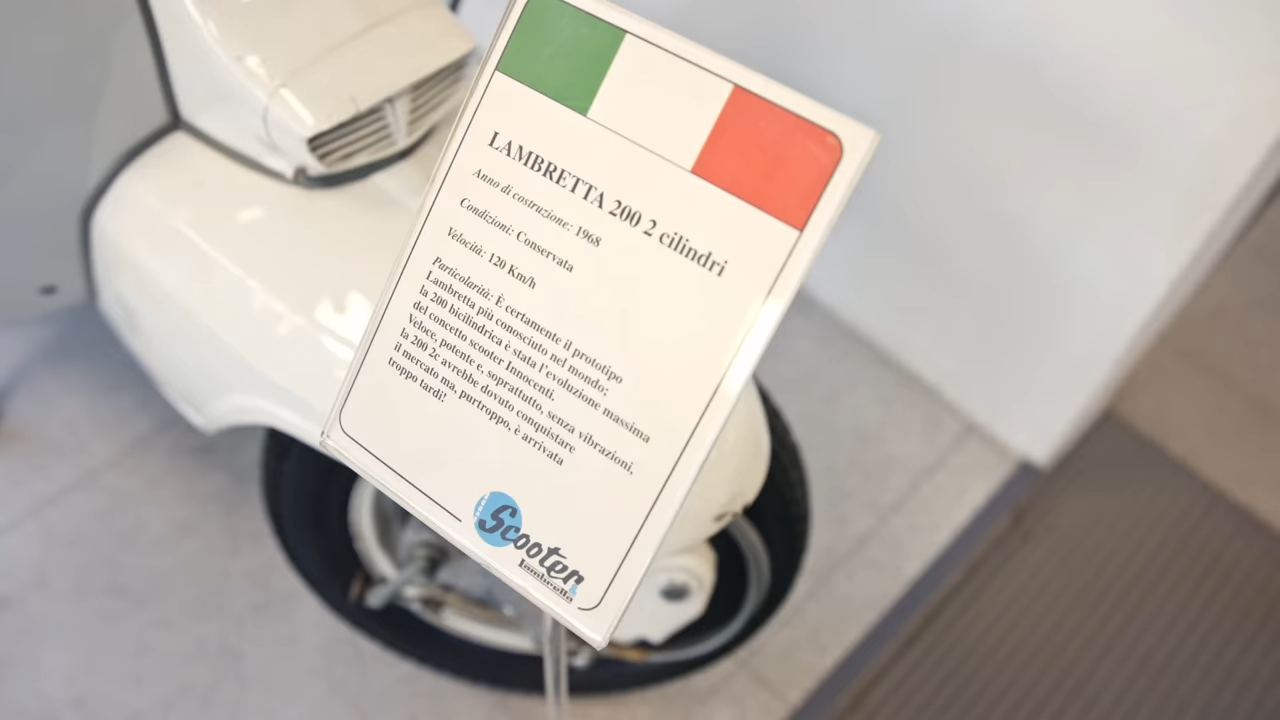 LAMBRETTA 200 2 cilindri
Anno di costruzione: 1968
Condizioni: Conservata
Velocità: 120 Km/h
Particolarità: È certamente il prototipo
Lambretta più conosciuto nel mondo;
la 200 bicilindrica è stata l'evoluzione massima
del concetto scooter Innocenti.
Veloce, potente e, soprattutto, senza vibrazioni,
la 200 2c avrebbe dovuto conquistare
il mercato ma, purtroppo, è arrivata
troppo tardi!
Scooter
lambretta